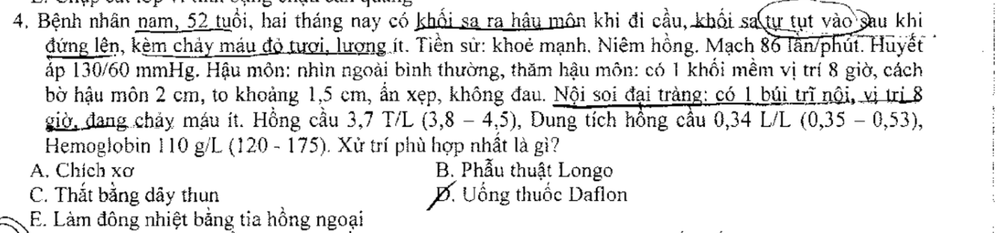 4. Bệnh nhân nam, 52 tuổi, hai tháng nay có khối sa ra hậu môn khi đi cầu, khối sa tự tụt vào sau khi
đứng lên, kèm chảy máu đỏ tươi, lượng ít. Tiền sử: khoẻ mạnh. Niêm hồng. Mạch 86 lần/phút. Huyết
áp 130/60 mmHg. Hậu môn: nhìn ngoài bình thường, thăm hậu môn: có 1 khối mềm vị trí 8 giờ, cách
bờ hậu môn 2 cm, to khoảng 1,5 cm, ấn xẹp, không đau. Nội soi đại tràng: có 1 búi trĩ nội, vị trí 8
giờ, đang chảy máu ít. Hồng cầu 3,7 T/L (3,8 - 4,5), Dung tích hồng cầu 0,34 L/L (0,35 - 0,53),
Hemoglobin 110 g/L (120 - 175). Xử trí phù hợp nhất là gì?
A. Chích xơ B. Phẫu thuật Longo
C. Thắt bằng dây thun D. Uống thuốc Daflon
E. Làm đông nhiệt bằng tia hồng ngoại